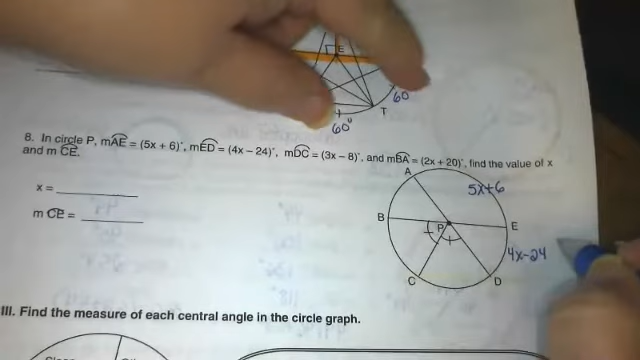 E
60
T
60°
8. In circle P, mAE = (5x + 6)°, mED = (4x – 24)°, mDC = (3x – 8)°, and mBA = (2x + 20)°, find the value of x
and m CE.
A
5x+6
x =
B
P
E
m CE =
4x-24
C
D
III. Find the measure of each central angle in the circle graph.